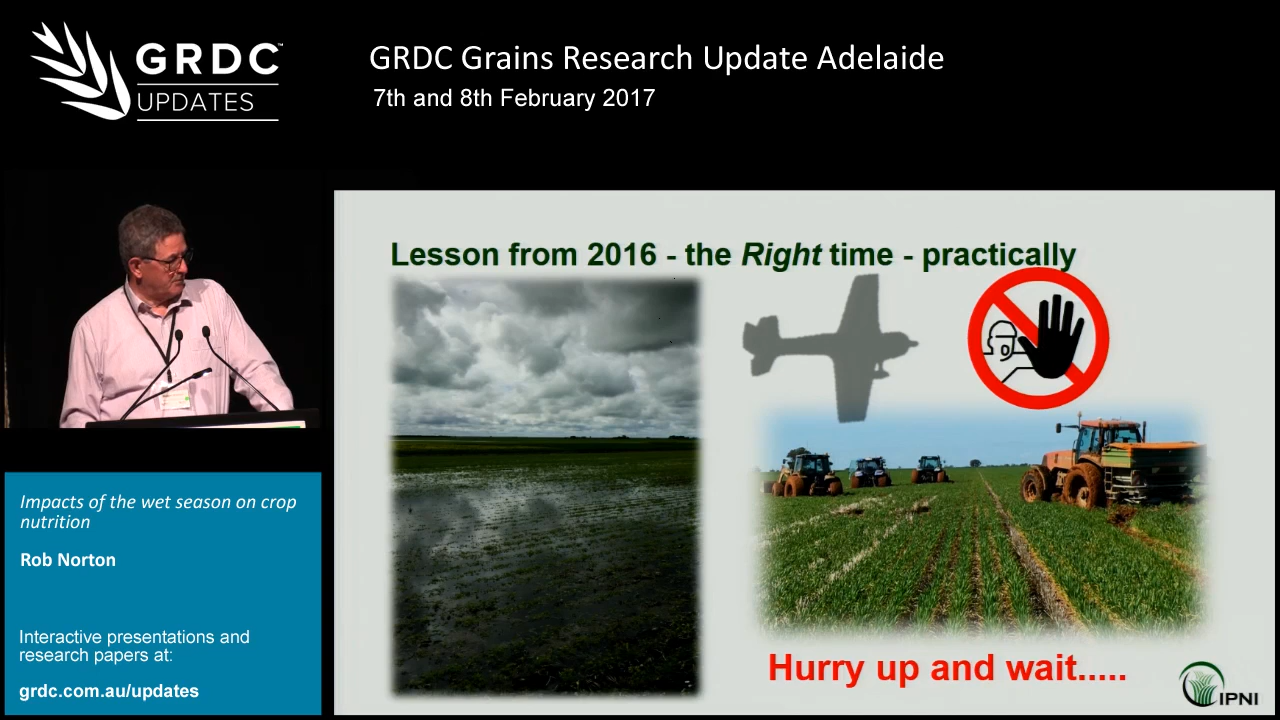 GRDC™
UPDATES
GRDC Grains Research Update Adelaide
7th and 8th February 2017
Lesson from 2016 - the Right time - practically
Hurry up and wait.....
IPNI
Impacts of the wet season on crop
nutrition
Rob Norton
Interactive presentations and
research papers at:
grdc.com.au/updates